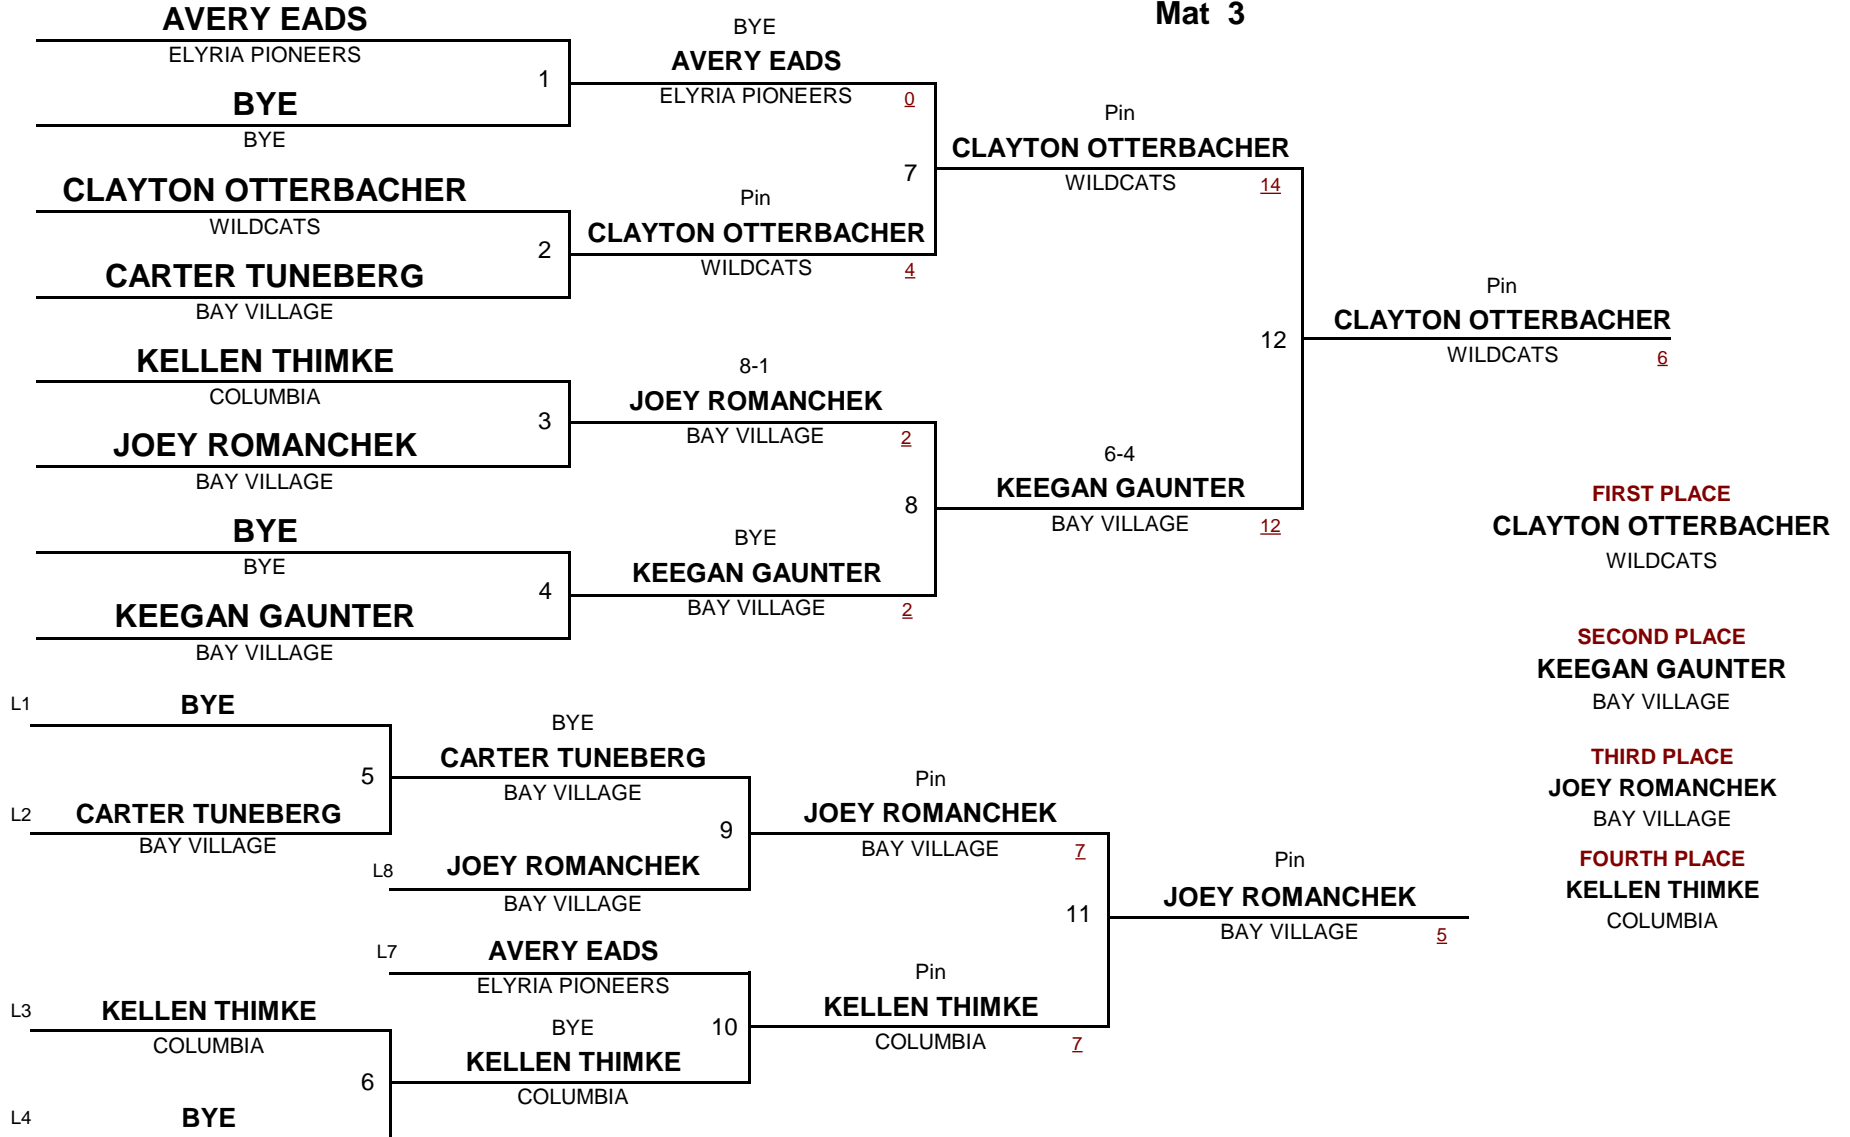 Mat 3
AVERY EADS
ELYRIA PIONEERS
1
BYE
BYE
CLAYTON OTTERBACHER
WILDCATS
2
CARTER TUNEBERG
BAY VILLAGE
KELLEN THIMKE
COLUMBIA
3
JOEY ROMANCHEK
BAY VILLAGE
BYE
BYE
4
KEEGAN GAUNTER
BAY VILLAGE
BYE
AVERY EADS
ELYRIA PIONEERS 0
7
Pin
CLAYTON OTTERBACHER
WILDCATS 4
8-1
JOEY ROMANCHEK
BAY VILLAGE 2
8
BYE
KEEGAN GAUNTER
BAY VILLAGE 2
Pin
CLAYTON OTTERBACHER
WILDCATS 14
12
6-4
KEEGAN GAUNTER
BAY VILLAGE 12
Pin
CLAYTON OTTERBACHER
WILDCATS 6
FIRST PLACE
CLAYTON OTTERBACHER
WILDCATS
SECOND PLACE
KEEGAN GAUNTER
BAY VILLAGE
THIRD PLACE
JOEY ROMANCHEK
BAY VILLAGE
FOURTH PLACE
KELLEN THIMKE
COLUMBIA
L1 BYE
5
L2 CARTER TUNEBERG
BAY VILLAGE
BYE
CARTER TUNEBERG
BAY VILLAGE
9
L8 JOEY ROMANCHEK
BAY VILLAGE
L7 AVERY EADS
ELYRIA PIONEERS
10
L3 KELLEN THIMKE
COLUMBIA
6
L4 BYE
BYE
KELLEN THIMKE
COLUMBIA
Pin
JOEY ROMANCHEK
BAY VILLAGE 7
11
Pin
KELLEN THIMKE
COLUMBIA 7
Pin
JOEY ROMANCHEK
BAY VILLAGE 5